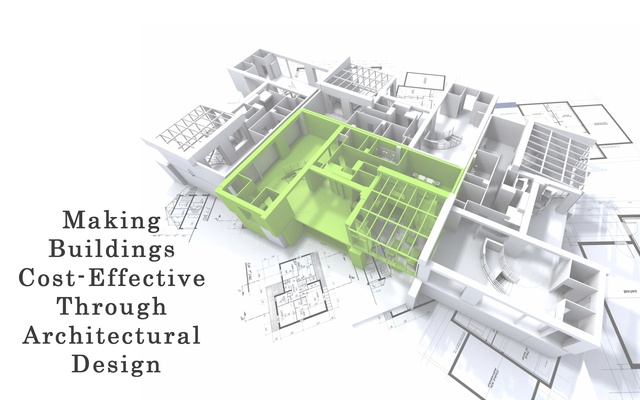 Making
Buildings
Cost-Effective
Through
Architectural
Design